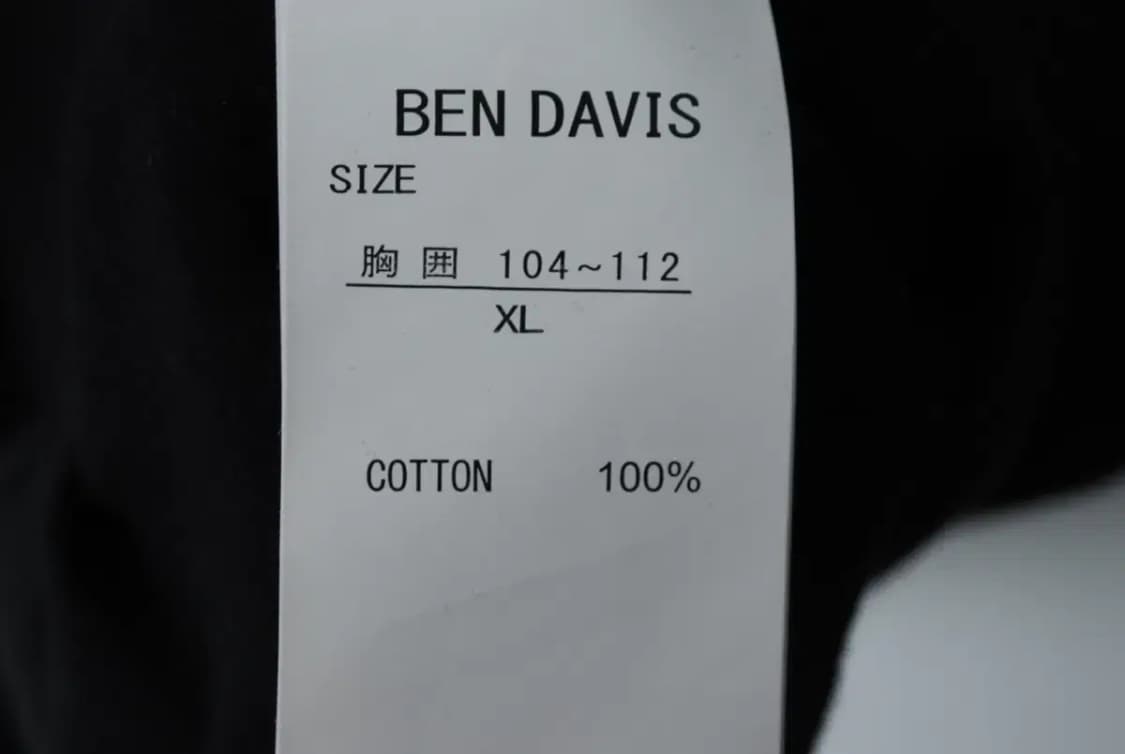 BEN DAVIS
SIZE
胸 囲 104~112
XL
COTTON 100%